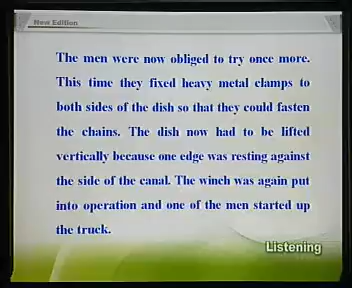 New Edition
The men were now obliged to try once more.
This time they fixed heavy metal clamps to
both sides of the dish so that they could fasten
the chains. The dish now had to be lifted
vertically because one edge was resting against
the side of the canal. The winch was again put
into operation and one of the men started up
the truck.
Listening